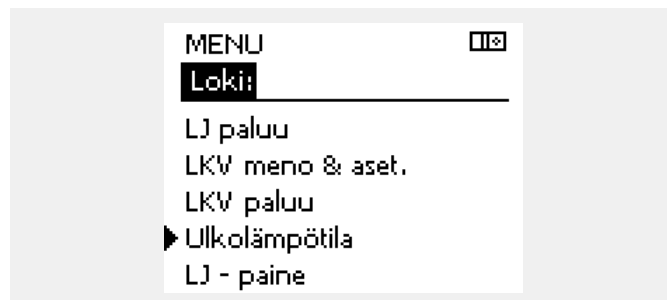 MENU
Loki:
LJ paluu
LKV meno & aset.
LKV paluu
Ulkolämpötila
LJ - paine